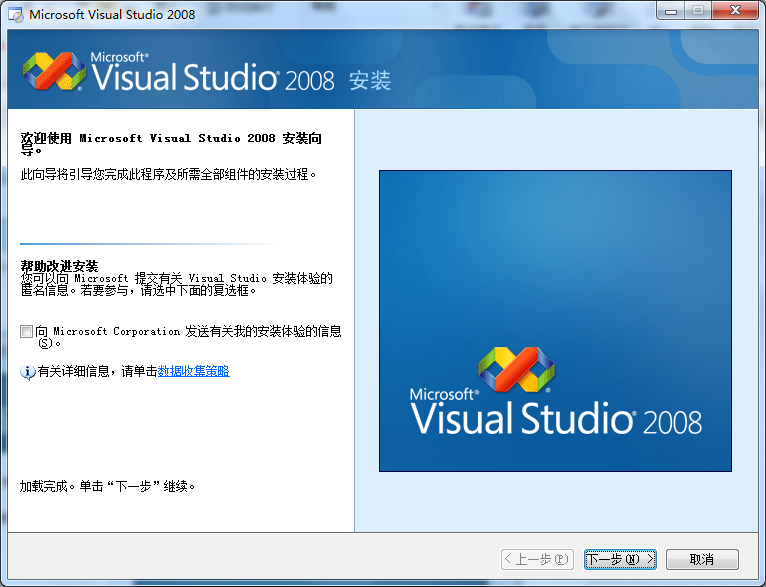 Microsoft Visual Studio 2008
Microsoft®
Visual Studio® 2008 安装
欢迎使用 Microsoft Visual Studio 2008 安装向
导。
此向导将引导您完成此程序及所需全部组件的安装过程。
帮助改进安装
您可以向 Microsoft 提交有关 Visual Studio 安装体验的
匿名信息。若要参与，请选中下面的复选框。
向 Microsoft Corporation 发送有关我的安装体验的信息
(S)。
有关详细信息，请单击数据收集策略
Microsoft®
Visual Studio® 2008
加载完成。单击“下一步”继续。
< 上一步(P)
下一步(N) >
取消